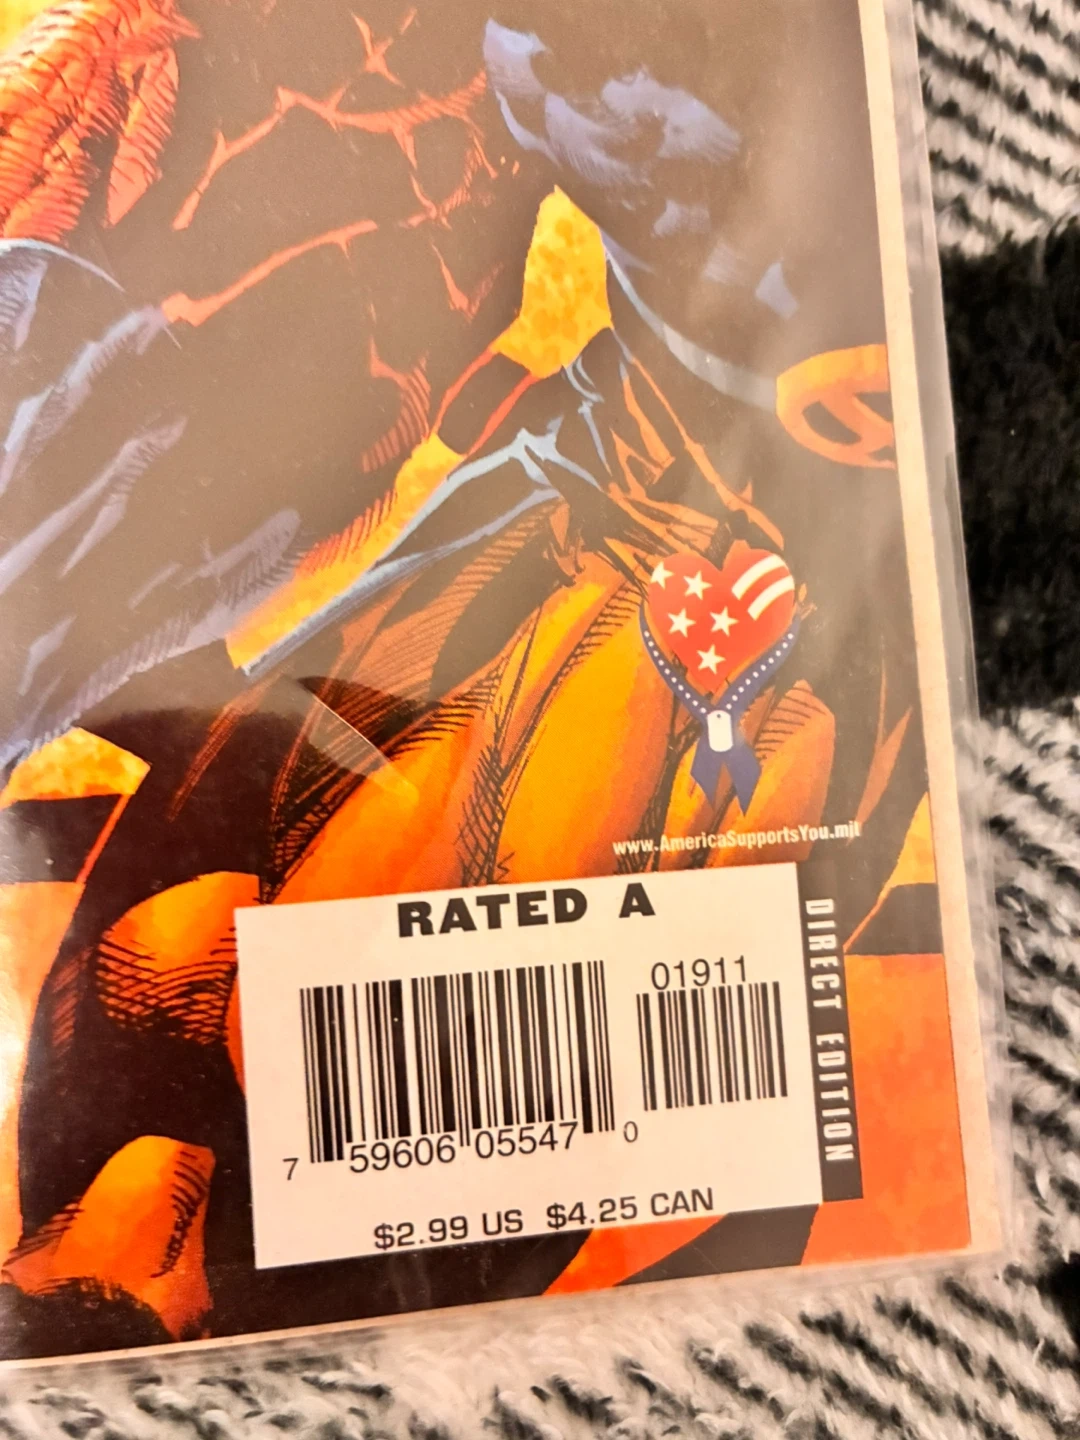 www.AmericaSupportsYou.mil
RATED A
01911
7 59606 05547 0
$2.99 US $4.25 CAN
DIRECT EDITION